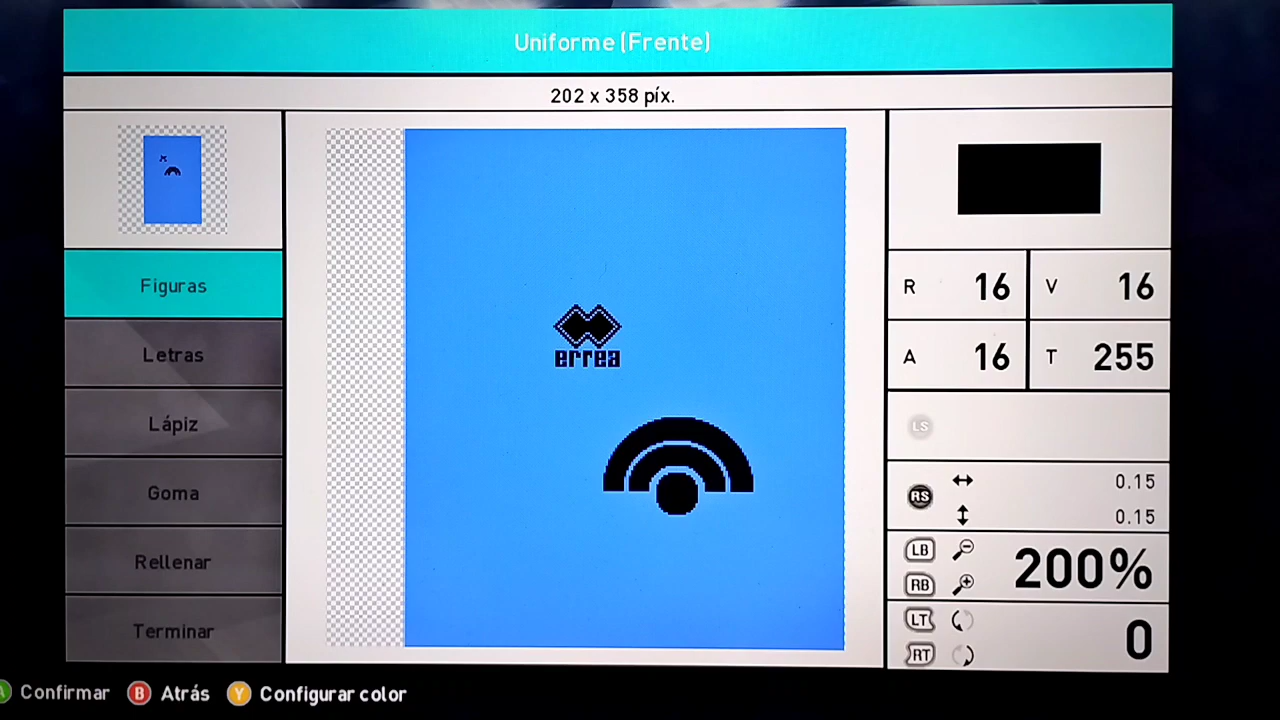 Uniforme (Frente)
202 x 358 píx.
Figuras
Letras
Lápiz
Goma
Rellenar
Terminar
errea
R 16 V 16
A 16 T 255
LS
RS 0.15
0.15
LB
RB
200%
LT
RT
0
A Confirmar B Atrás Y Configurar color